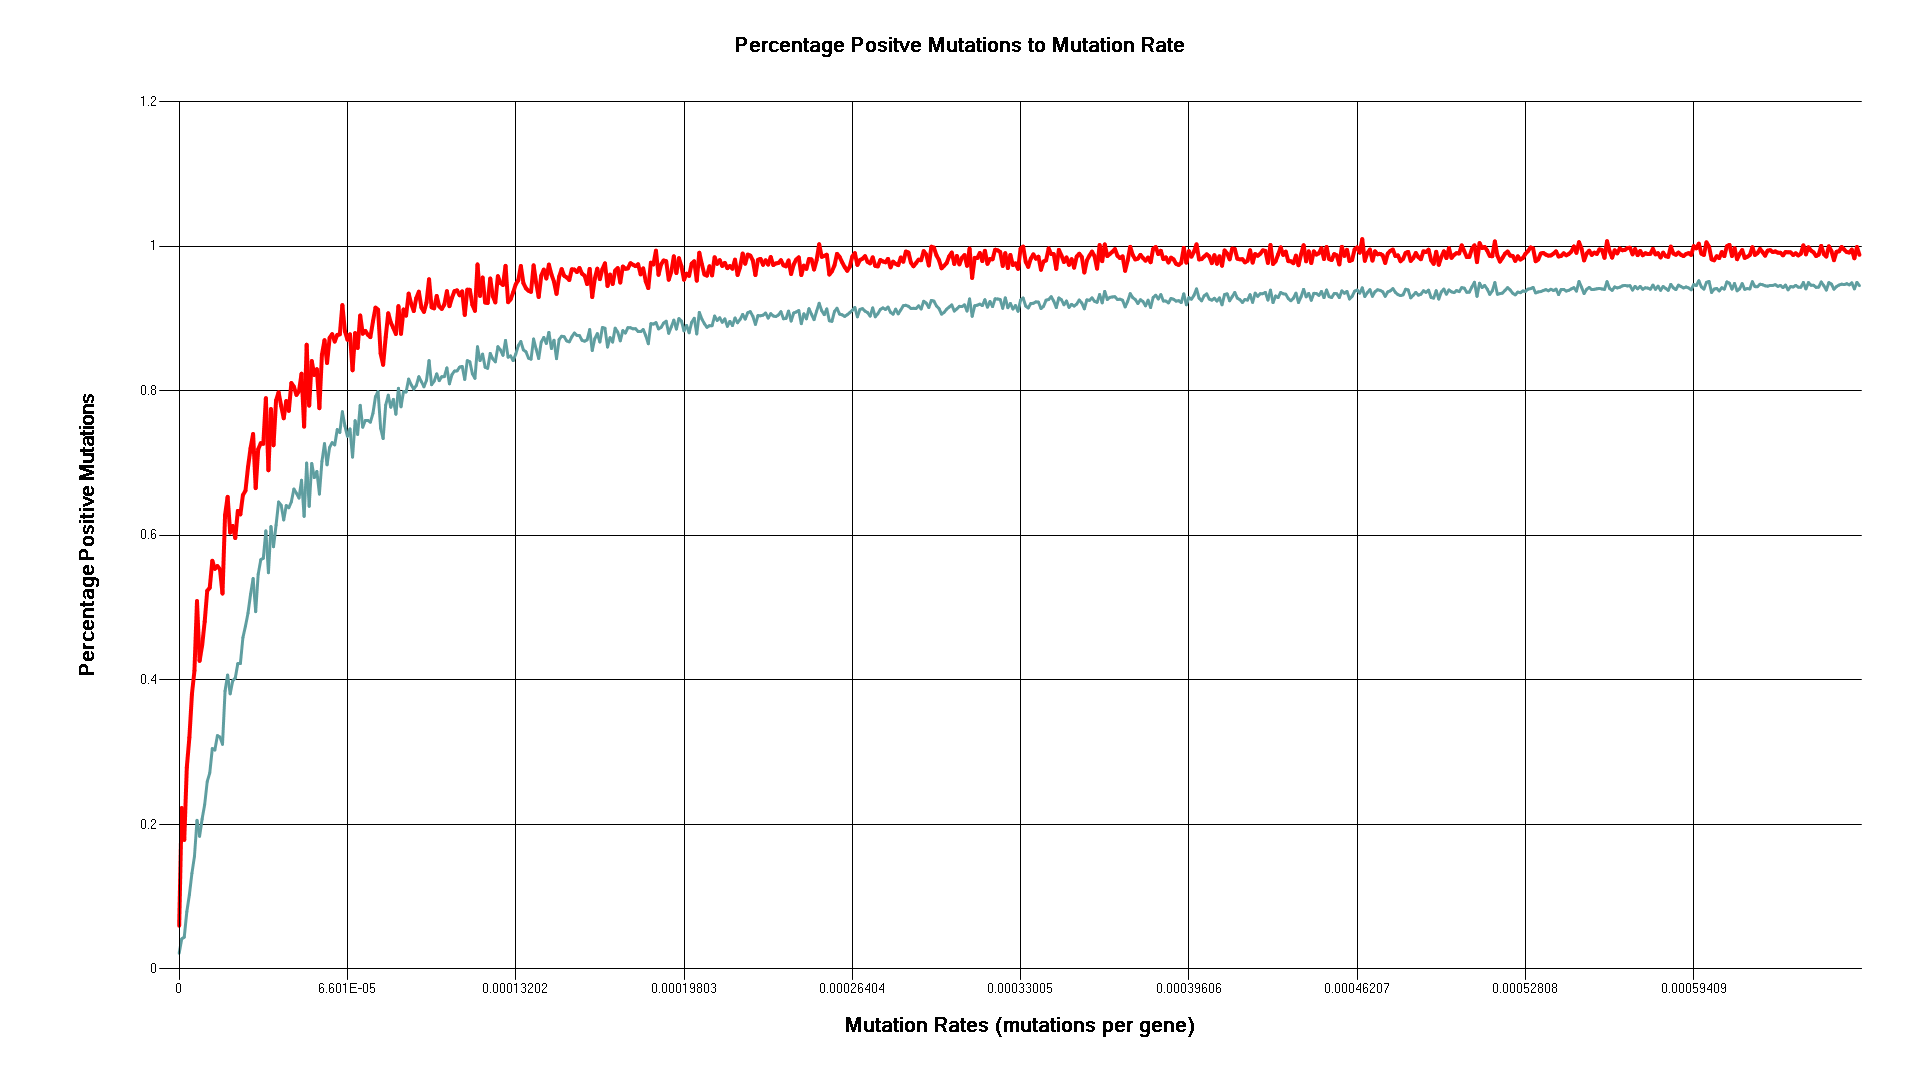 Percentage Positve Mutations to Mutation Rate
1.2
1
0.8
0.6
0.4
0.2
0
Percentage Positive Mutations
0 6.601E-05 0.00013202 0.00019803 0.00026404 0.00033005 0.00039606 0.00046207 0.00052808 0.00059409
Mutation Rates (mutations per gene)